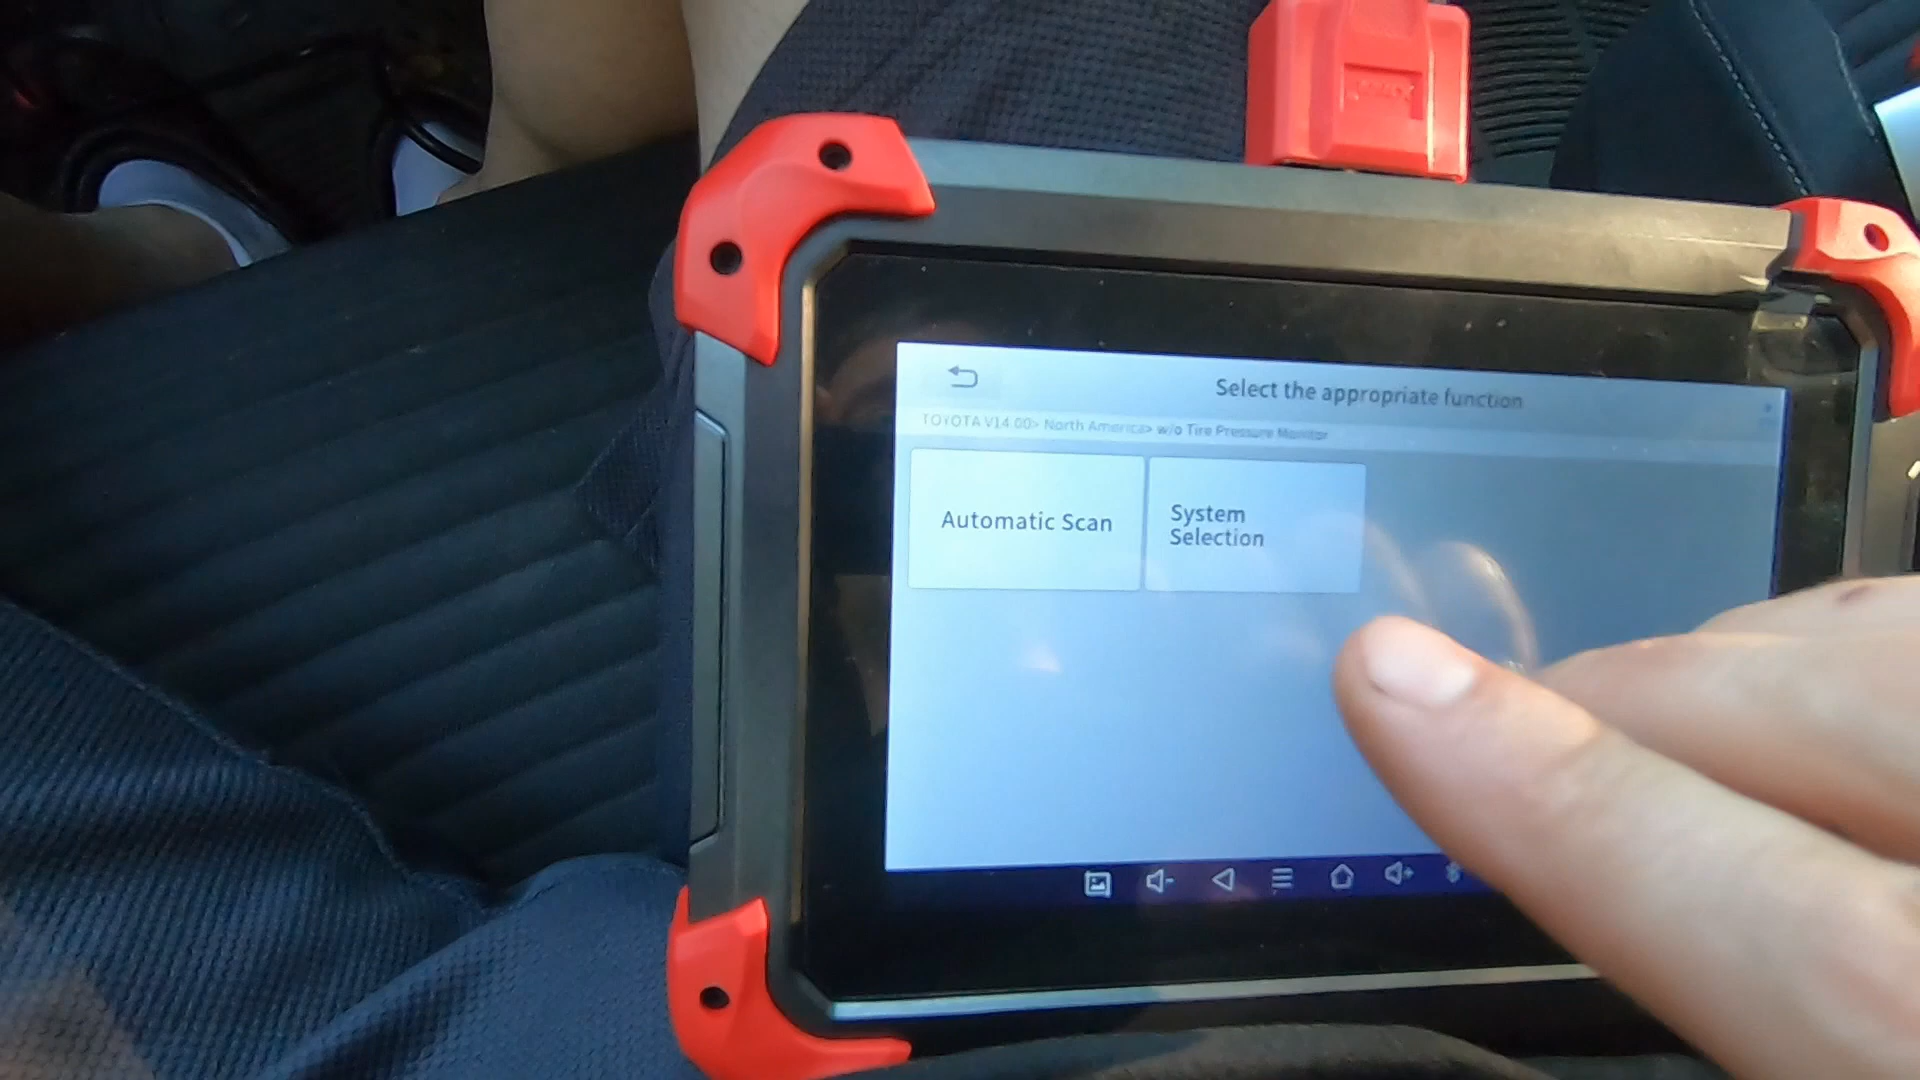 Select the appropriate function
TOYOTA V14.00> North America> w/o Tire Pressure Monitor
Automatic Scan
System
Selection